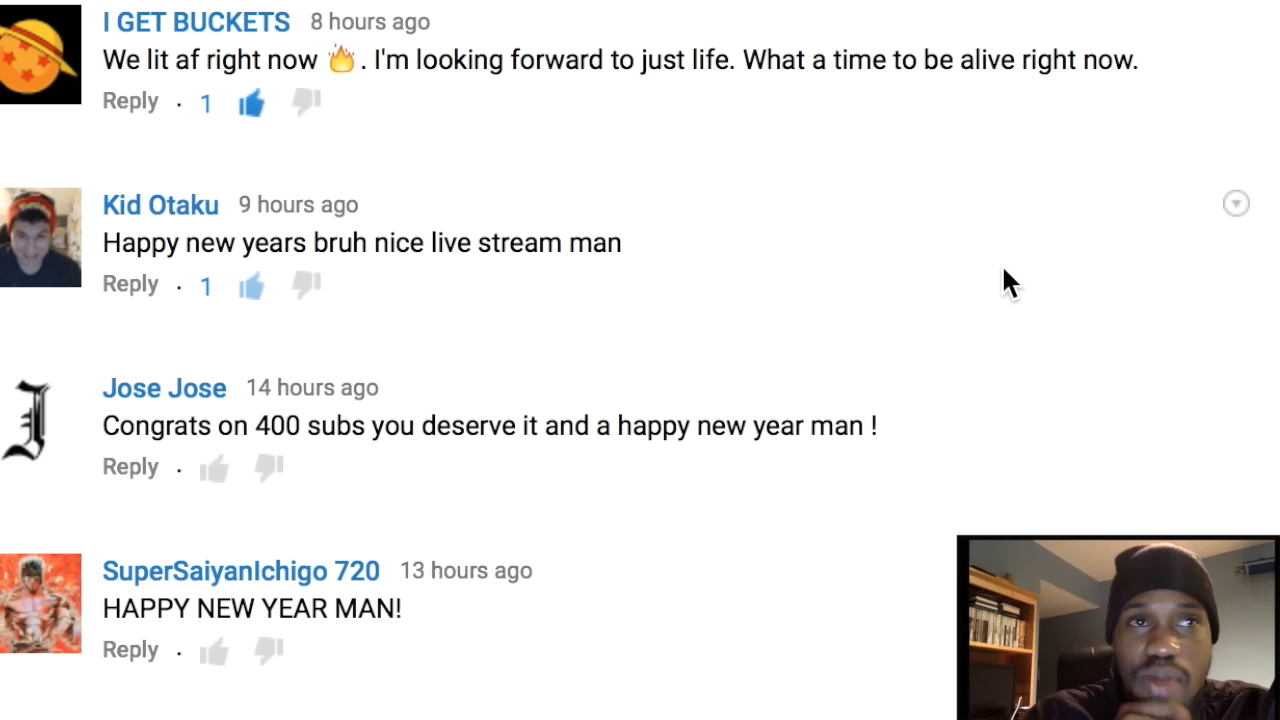 I GET BUCKETS 8 hours ago
We lit af right now 🔥. I'm looking forward to just life. What a time to be alive right now.
Reply · 1
Kid Otaku 9 hours ago
Happy new years bruh nice live stream man
Reply · 1
Jose Jose 14 hours ago
Congrats on 400 subs you deserve it and a happy new year man !
Reply ·
SuperSaiyanIchigo 720 13 hours ago
HAPPY NEW YEAR MAN!
Reply ·